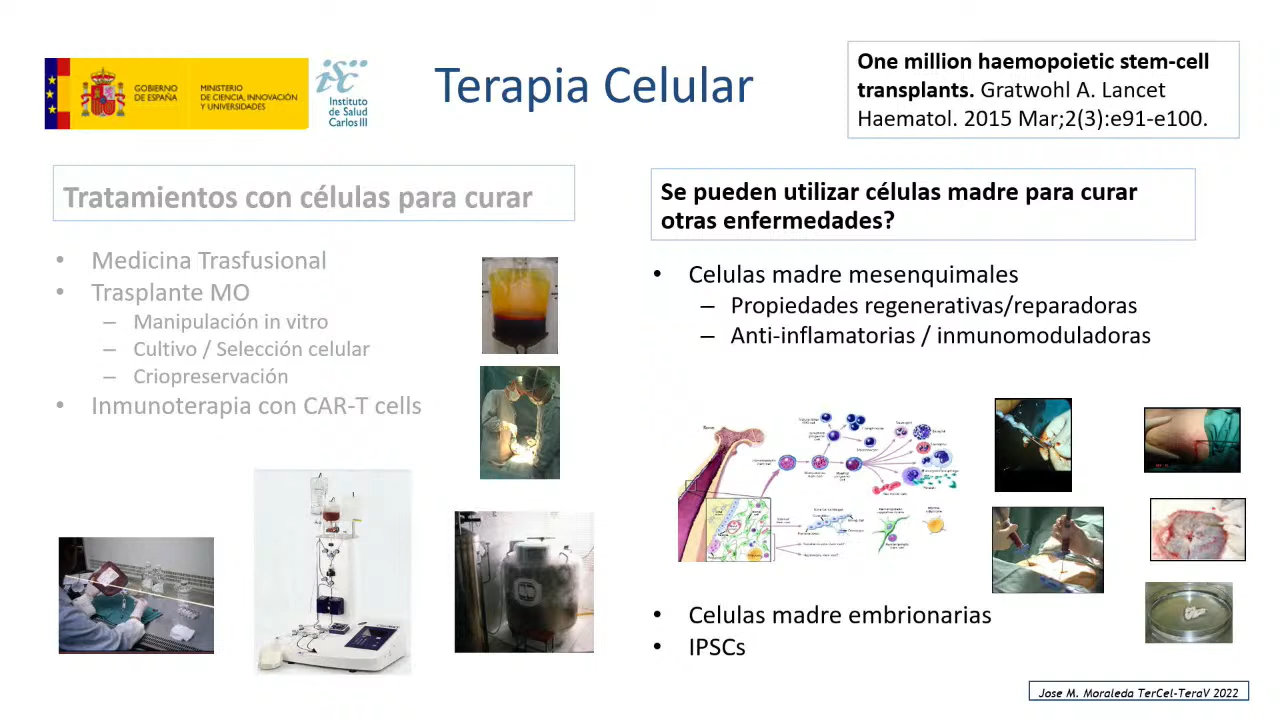 GOBIERNO
DE ESPAÑA
MINISTERIO
DE CIENCIA, INNOVACIÓN
Y UNIVERSIDADES
isc
Instituto
de Salud
Carlos III
Terapia Celular
One million haemopoietic stem-cell
transplants. Gratwohl A. Lancet
Haematol. 2015 Mar;2(3):e91-e100.
Tratamientos con células para curar
• Medicina Trasfusional
• Trasplante MO
– Manipulación in vitro
– Cultivo / Selección celular
– Criopreservación
• Inmunoterapia con CAR-T cells
Se pueden utilizar células madre para curar
otras enfermedades?
• Celulas madre mesenquimales
– Propiedades regenerativas/reparadoras
– Anti-inflamatorias / inmunomoduladoras
Bone
• Celulas madre embrionarias
• IPSCs
Jose M. Moraleda TerCel-TeraV 2022